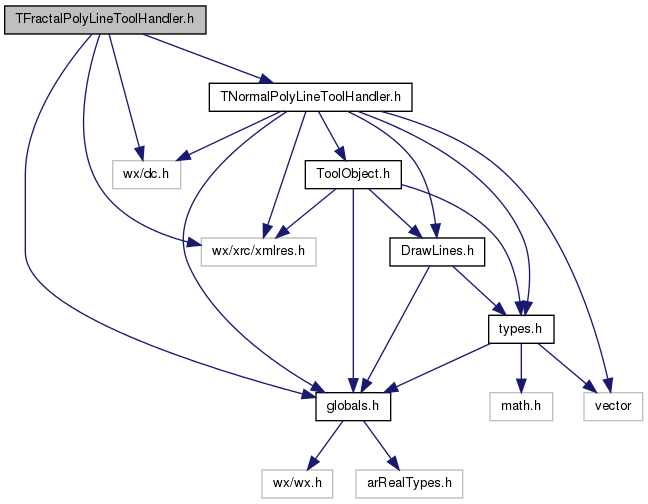 TFractalPolyLineToolHandler.h
TNormalPolyLineToolHandler.h
wx/dc.h
ToolObject.h
wx/xrc/xmlres.h
DrawLines.h
types.h
globals.h
math.h
vector
wx/wx.h
arRealTypes.h